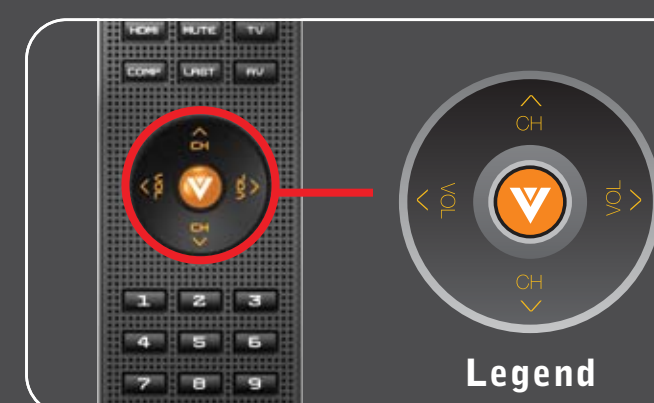 HDMI MUTE TV
COMP LAST AV
CH
VOL VOL
CH
1 2 3
4 5 6
7 8 9
CH
VOL VOL
CH
Legend